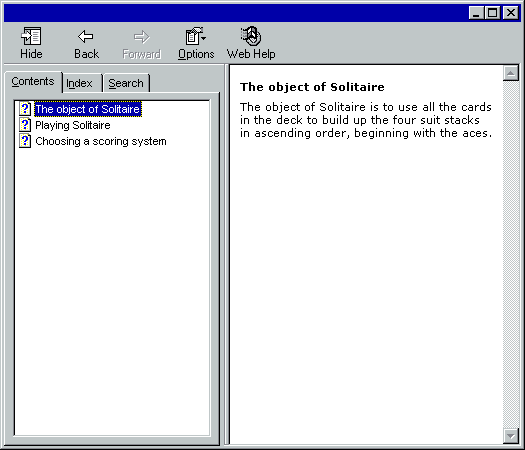 Hide Back Forward Options Web Help
Contents Index Search
The object of Solitaire
Playing Solitaire
Choosing a scoring system
The object of Solitaire
The object of Solitaire is to use all the cards
in the deck to build up the four suit stacks
in ascending order, beginning with the aces.